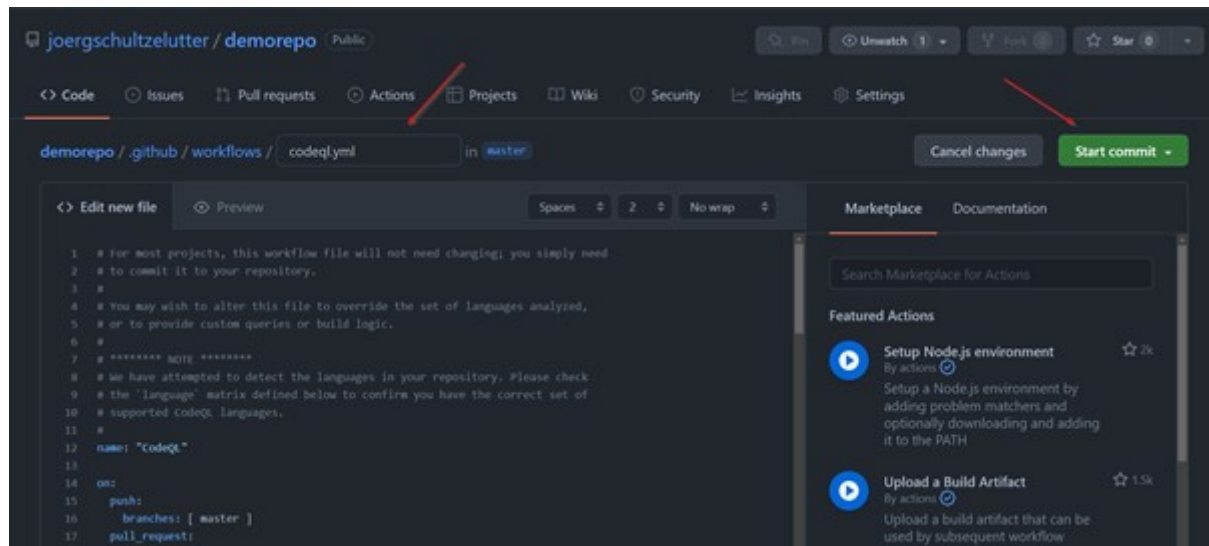 joergschultzelutter / demorepo Public
Pin Unwatch 1 Fork 0 Star 0
<> Code Issues Pull requests Actions Projects Wiki Security Insights Settings
demorepo / .github / workflows / codeql.yml in master Cancel changes Start commit
<> Edit new file Preview Spaces 2 No wrap
1 # For most projects, this workflow file will not need changing; you simply need
2 # to commit it to your repository.
3 #
4 # You may wish to alter this file to override the set of languages analyzed,
5 # or to provide custom queries or build logic.
6 #
7 # ******** NOTE ********
8 # We have attempted to detect the languages in your repository. Please check
9 # the `language` matrix defined below to confirm you have the correct set of
10 # supported CodeQL languages.
11 #
12 name: "CodeQL"
13
14 on:
15 push:
16 branches: [ master ]
17 pull_request:
Marketplace Documentation
Search Marketplace for Actions
Featured Actions
Setup Node.js environment 2k
By actions
Setup a Node.js environment by
adding problem matchers and
optionally downloading and adding
it to the PATH
Upload a Build Artifact 1.5k
By actions
Upload a build artifact that can be
used by subsequent workflow